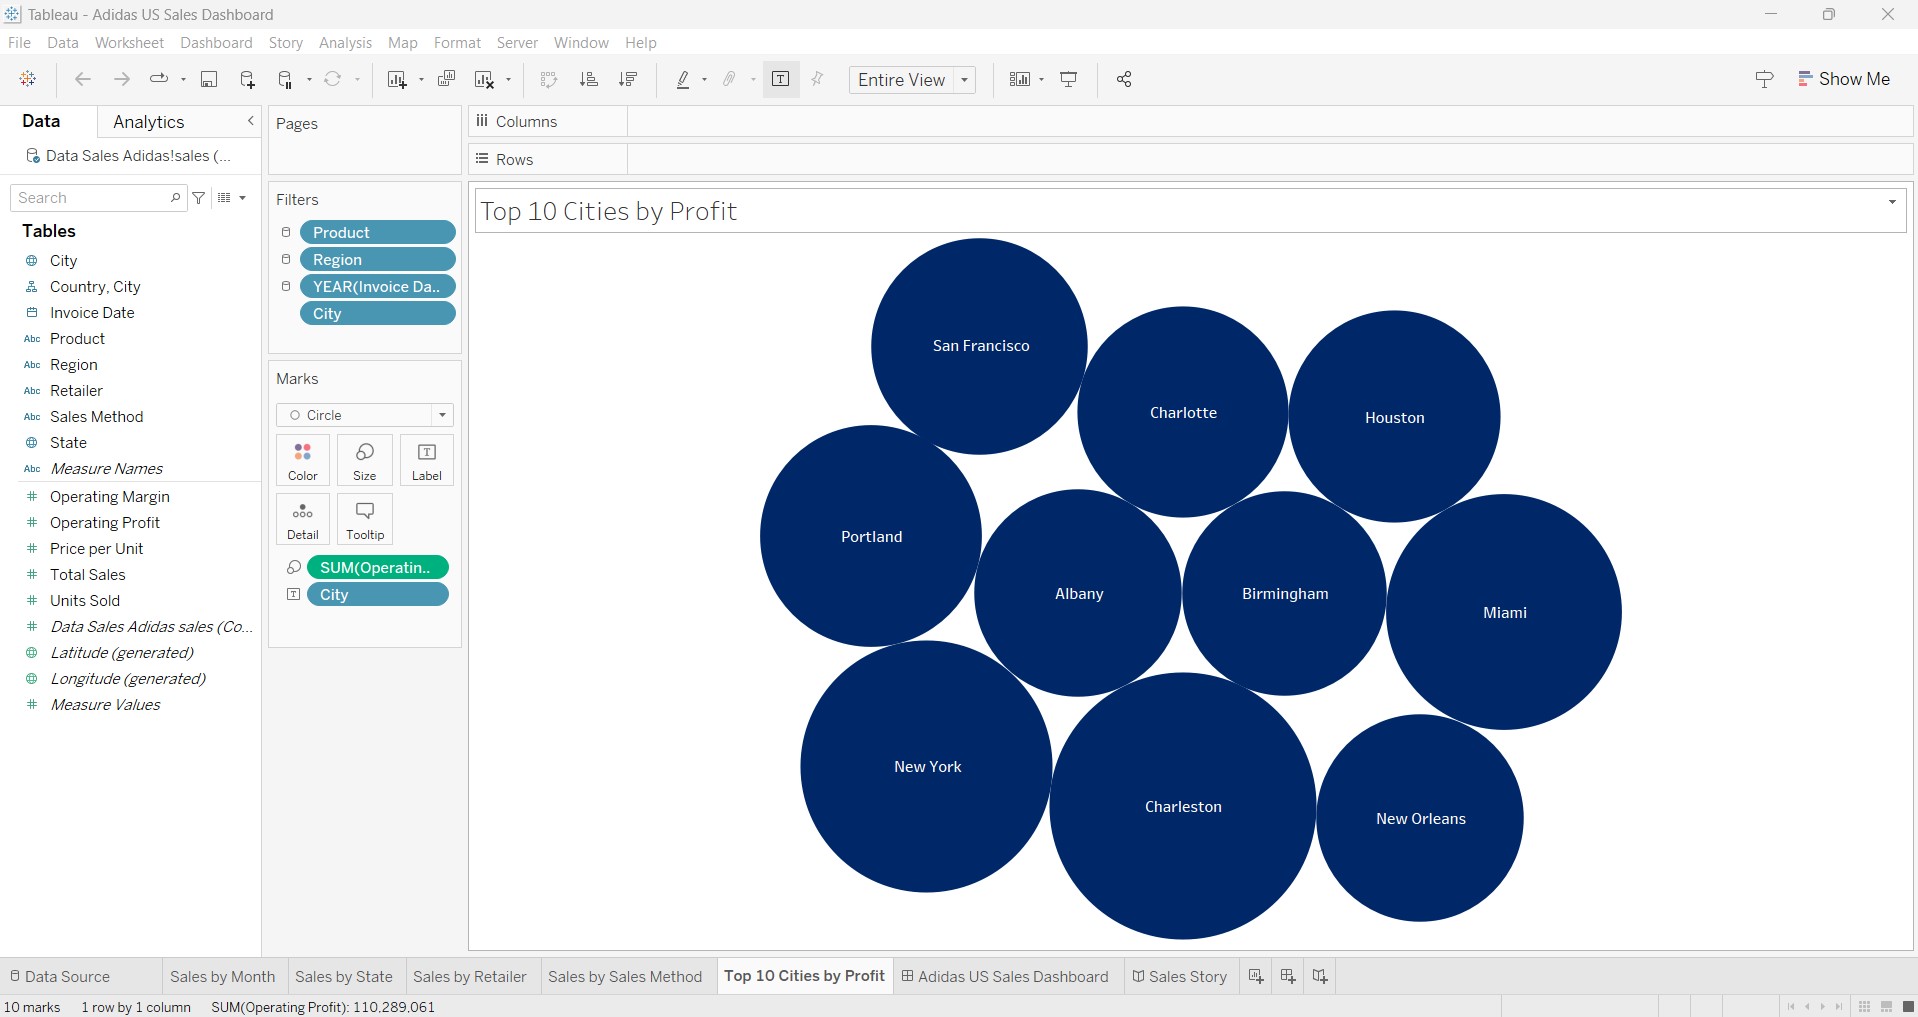 Tableau - Adidas US Sales Dashboard
File Data Worksheet Dashboard Story Analysis Map Format Server Window Help
Entire View
Show Me
Data Analytics
Data Sales Adidas!sales (...
Search
Tables
City
Country, City
Invoice Date
Abc Product
Abc Region
Abc Retailer
Abc Sales Method
State
Abc Measure Names
Operating Margin
Operating Profit
Price per Unit
Total Sales
Units Sold
Data Sales Adidas sales (Co...
Latitude (generated)
Longitude (generated)
Measure Values
Pages
Filters
Product
Region
YEAR(Invoice Da..
City
Marks
Circle
Color Size Label
Detail Tooltip
SUM(Operatin..
City
Columns
Rows
Top 10 Cities by Profit
San Francisco
Charlotte
Houston
Portland
Albany
Birmingham
Miami
New York
Charleston
New Orleans
Data Source Sales by Month Sales by State Sales by Retailer Sales by Sales Method Top 10 Cities by Profit Adidas US Sales Dashboard Sales Story
10 marks 1 row by 1 column SUM(Operating Profit): 110,289,061